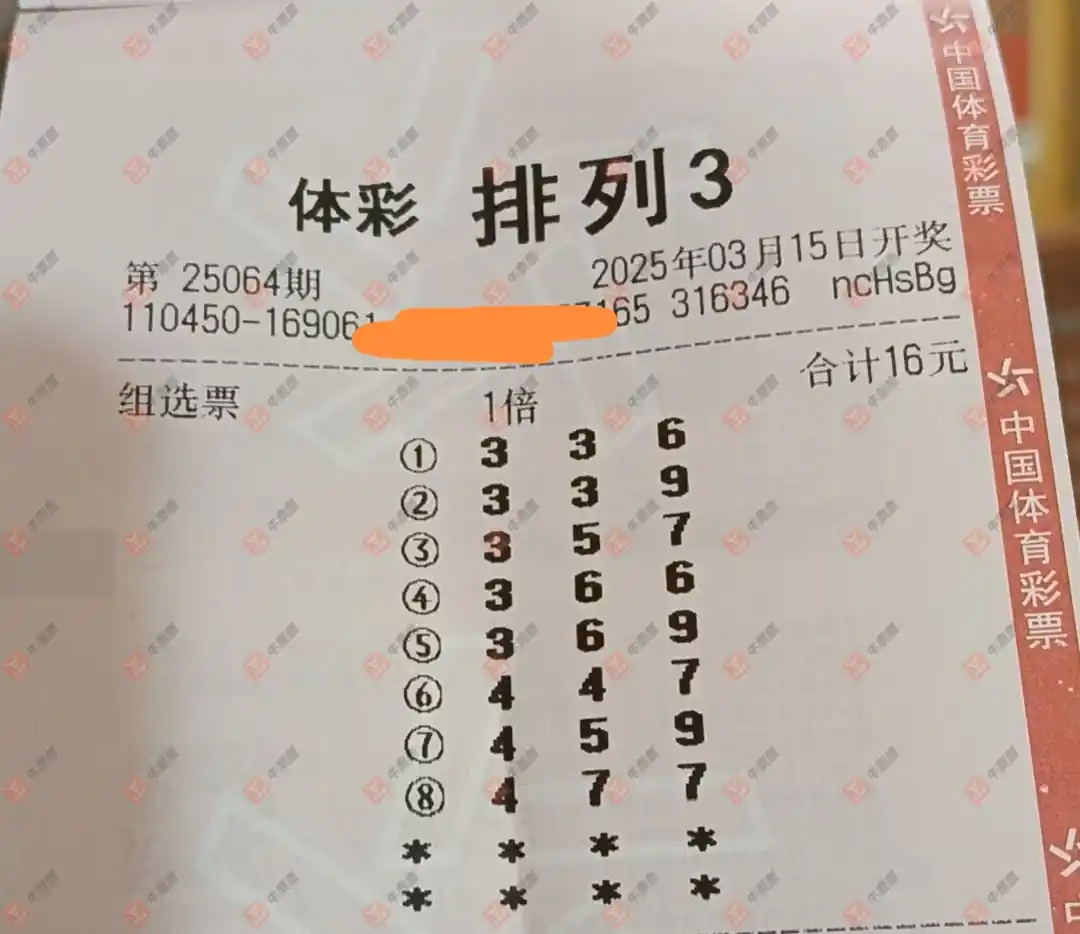 体彩 排列3
第 25064期 2025年03月15日开奖
110450-169061 165 316346 ncHsBg
组选票 1倍 合计16元
① 3 3 6
② 3 3 9
③ 3 5 7
④ 3 6 6
⑤ 3 6 9
⑥ 4 4 7
⑦ 4 5 9
⑧ 4 7 7
* * * *
* * * *
中国体育彩票
中国体育彩票
中